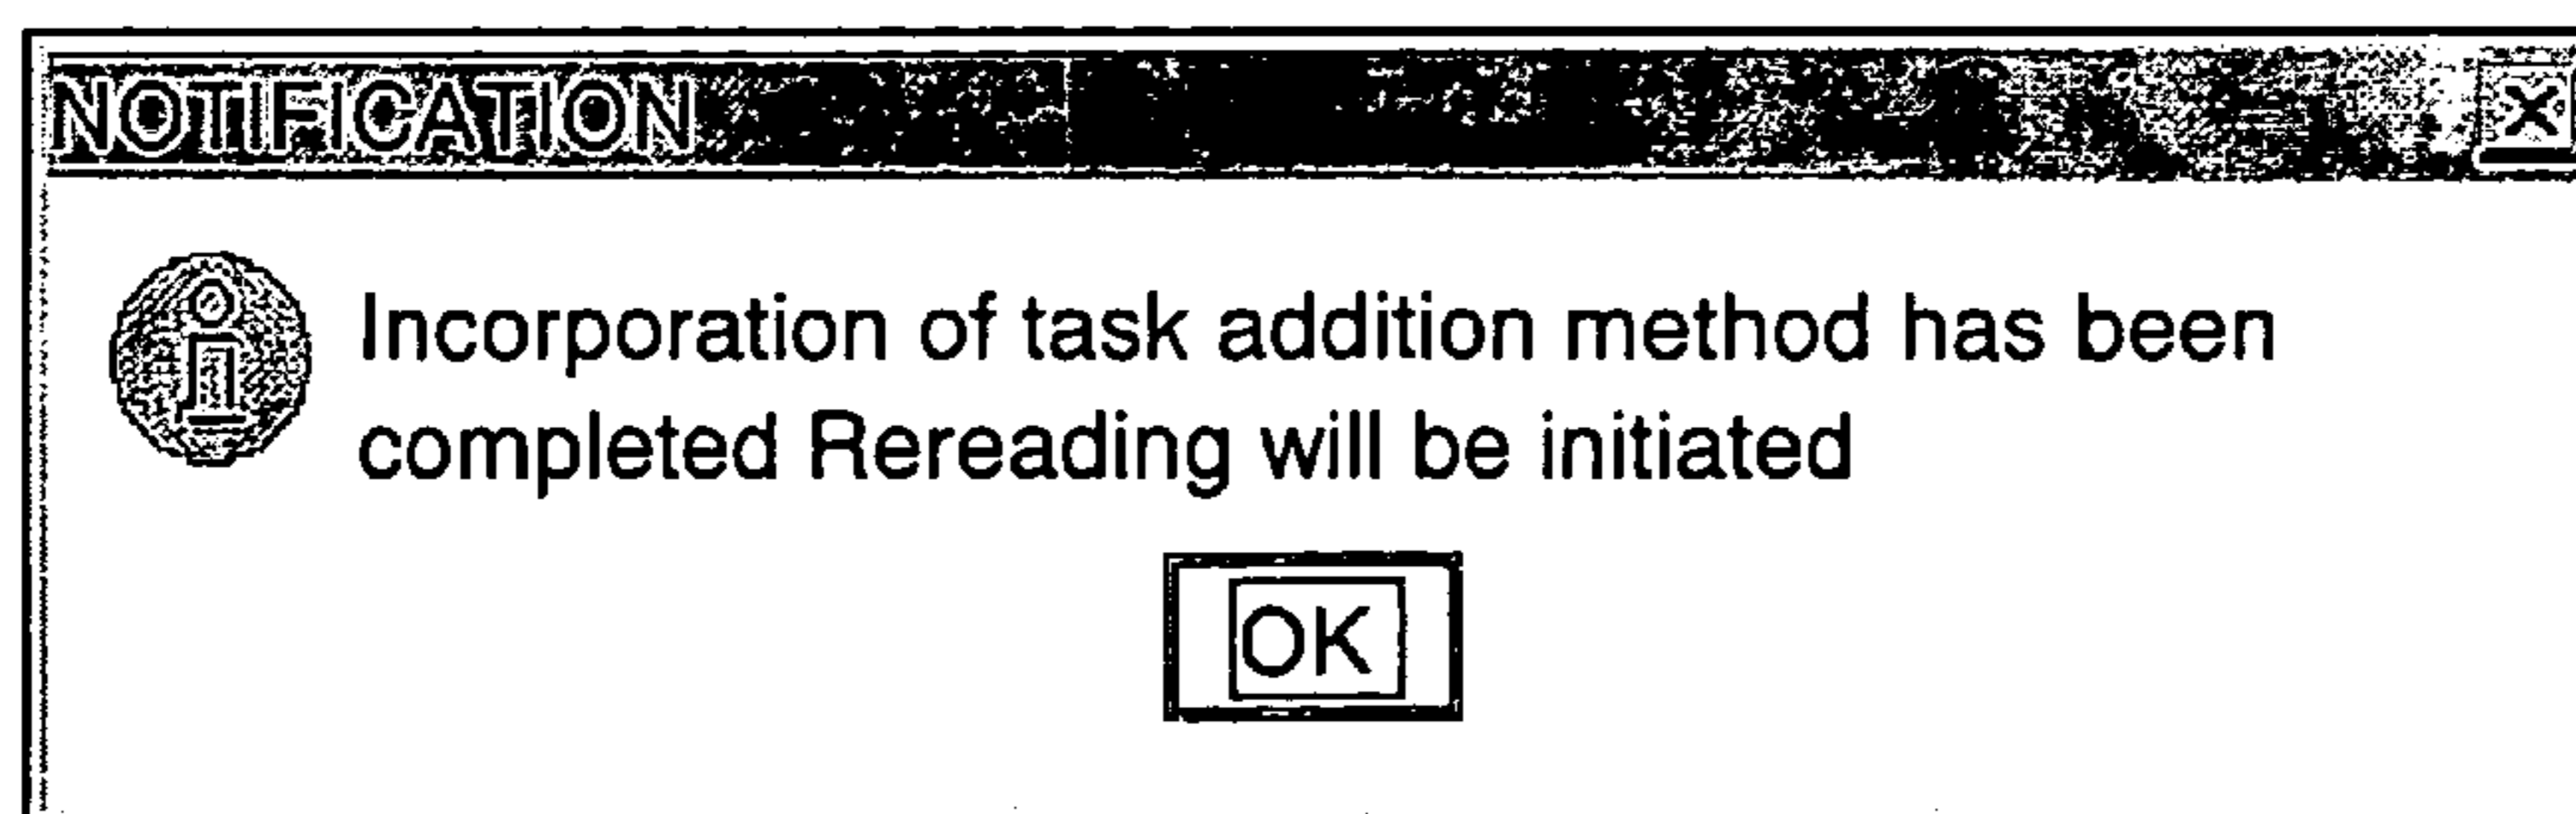 NOTIFICATION
Incorporation of task addition method has been
completed Rereading will be initiated
OK